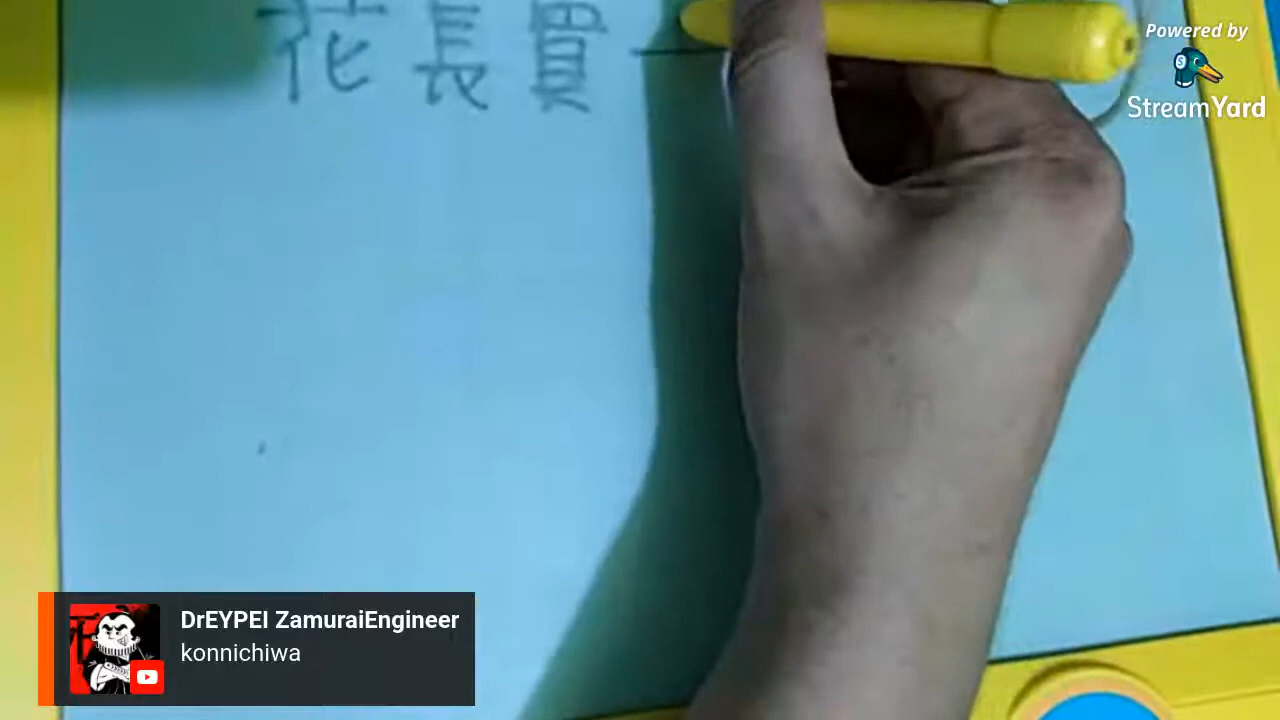 花長買
Powered by
StreamYard
DrEYPEI ZamuraiEngineer
konnichiwa